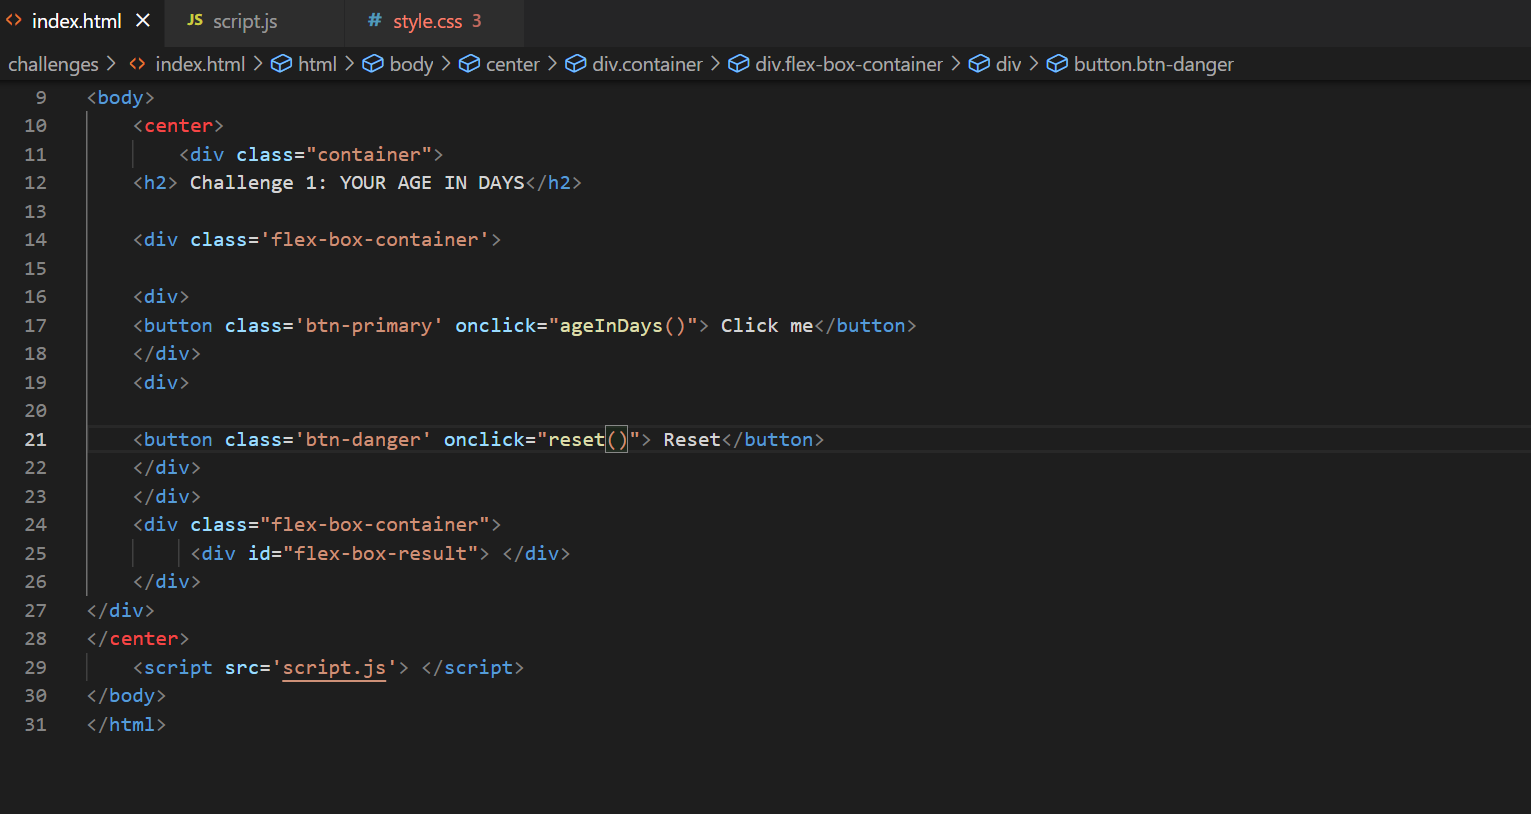 <> index.html × JS script.js # style.css 3
challenges > <> index.html > html > body > center > div.container > div.flex-box-container > div > button.btn-danger
9 <body>
10 <center>
11 <div class="container">
12 <h2> Challenge 1: YOUR AGE IN DAYS</h2>
13
14 <div class='flex-box-container'>
15
16 <div>
17 <button class='btn-primary' onclick="ageInDays()"> Click me</button>
18 </div>
19 <div>
20
21 <button class='btn-danger' onclick="reset()"> Reset</button>
22 </div>
23 </div>
24 <div class="flex-box-container">
25 <div id="flex-box-result"> </div>
26 </div>
27 </div>
28 </center>
29 <script src='script.js'> </script>
30 </body>
31 </html>